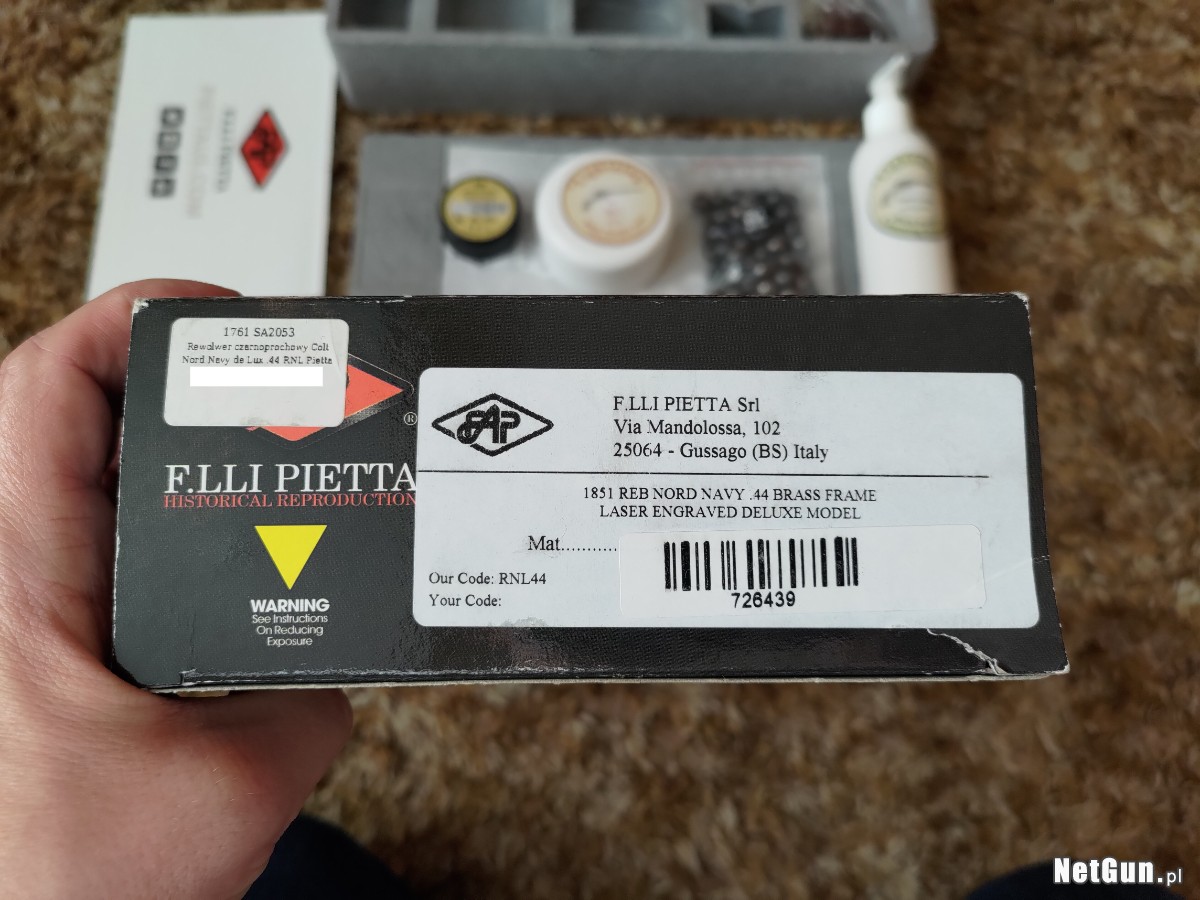 1761 SA2053
Rewolwer czarnoprochowy Colt
Nord Navy de Lux .44 RNL Pietta
®
F.LLI PIETTA
HISTORICAL REPRODUCTION
WARNING
See Instructions
On Reducing
Exposure
FAP
F.LLI PIETTA Srl
Via Mandolossa, 102
25064 - Gussago (BS) Italy
1851 REB NORD NAVY .44 BRASS FRAME
LASER ENGRAVED DELUXE MODEL
Mat...........
Our Code: RNL44
Your Code:
726439
NetGun.pl